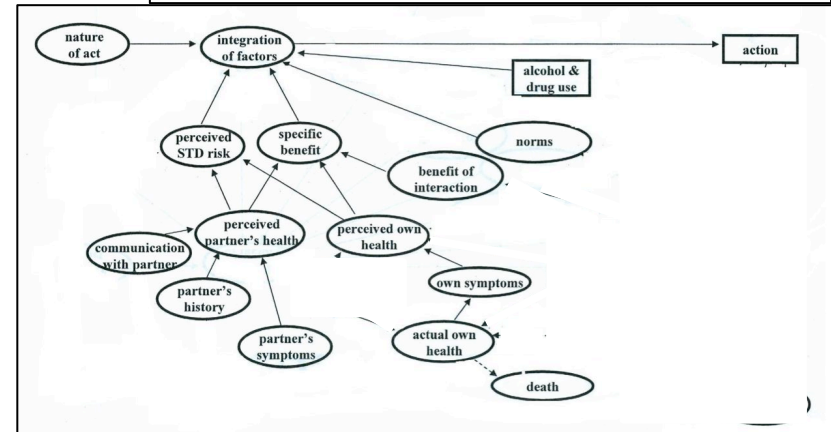 nature
of act
integration
of factors
action
alcohol &
drug use
perceived
STD risk
specific
benefit
norms
benefit of
interaction
perceived
partner's health
perceived own
health
communication
with partner
own symptoms
partner's
history
partner's
symptoms
actual own
health
death